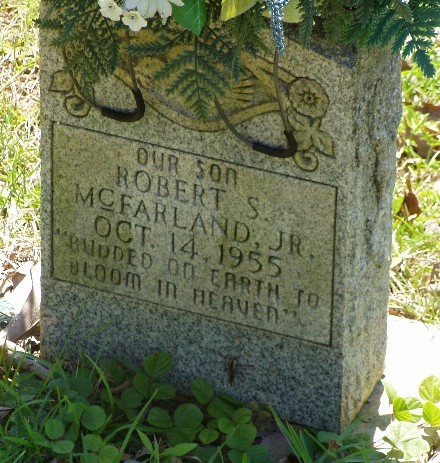 OUR SON
ROBERT S.
MCFARLAND, JR.
OCT. 14, 1955
"BUDDED ON EARTH TO
BLOOM IN HEAVEN"